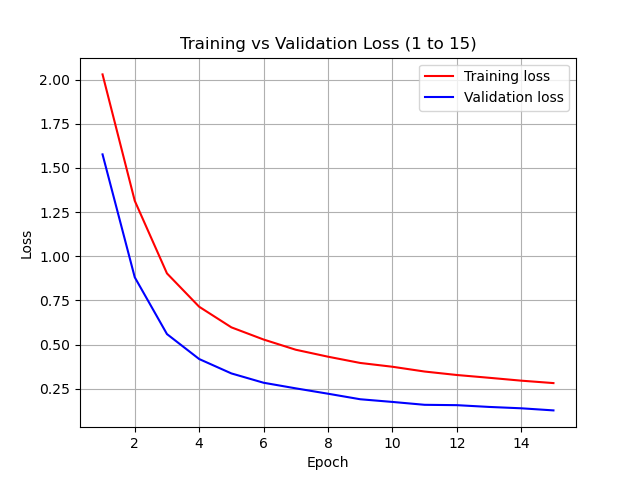 Training vs Validation Loss (1 to 15)
Training loss
Validation loss
2.00
1.75
1.50
1.25
1.00
0.75
0.50
0.25
Loss
2 4 6 8 10 12 14
Epoch